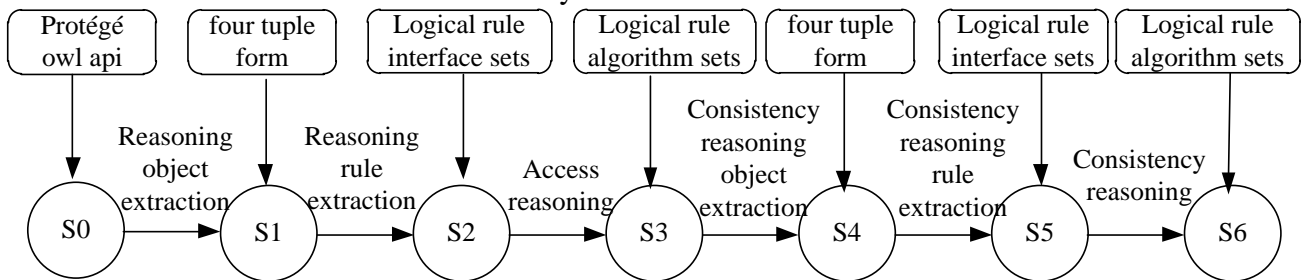 Protégé
owl api
four tuple
form
Logical rule
interface sets
Logical rule
algorithm sets
four tuple
form
Logical rule
interface sets
Logical rule
algorithm sets
Reasoning
object
extraction
Reasoning
rule
extraction
Access
reasoning
Consistency
reasoning
object
extraction
Consistency
reasoning
rule
extraction
Consistency
reasoning
S0
S1
S2
S3
S4
S5
S6